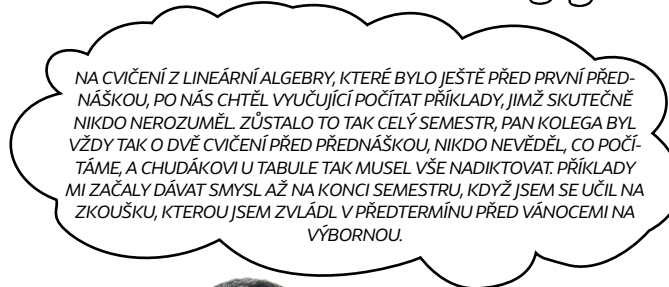 NA CVIČENÍ Z LINEÁRNÍ ALGEBRY, KTERÉ BYLO JEŠTĚ PŘED PRVNÍ PŘED-
NÁŠKOU, PO NÁS CHTĚL VYUČUJÍCÍ POČÍTAT PŘÍKLADY, JIMŽ SKUTEČNĚ
NIKDO NEROZUMĚL. ZŮSTALO TO TAK CELÝ SEMESTR, PAN KOLEGA BYL
VŽDY TAK O DVĚ CVIČENÍ PŘED PŘEDNÁŠKOU, NIKDO NEVĚDĚL, CO POČÍ-
TÁME, A CHUDÁKOVI U TABULE TAK MUSEL VŠE NADIKTOVAT. PŘÍKLADY
MI ZAČALY DÁVAT SMYSL AŽ NA KONCI SEMESTRU, KDYŽ JSEM SE UČIL NA
ZKOUŠKU, KTEROU JSEM ZVLÁDL V PŘEDTERMÍNU PŘED VÁNOCEMI NA
VÝBORNOU.